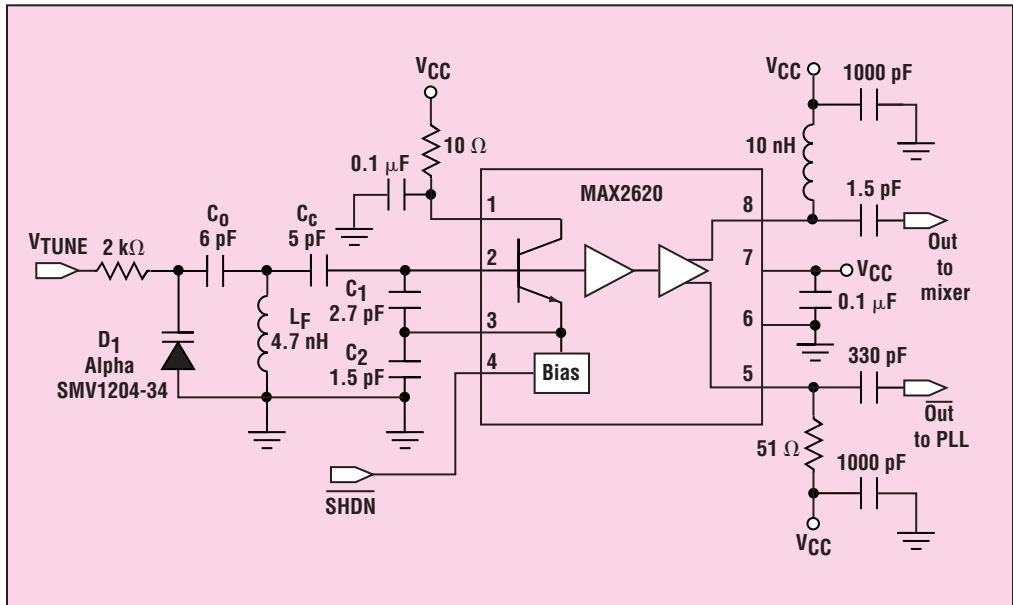 VCC
10 Ω
0.1 μF
VTUNE
2 kΩ
CO
6 pF
CC
5 pF
D1
Alpha
SMV1204-34
LF
4.7 nH
C1
2.7 pF
C2
1.5 pF
SHDN
MAX2620
1
2
3
4
Bias
8
7
6
5
VCC
1000 pF
10 nH
1.5 pF
Out
to
mixer
VCC
0.1 μF
330 pF
Out
to PLL
51 Ω
1000 pF
VCC